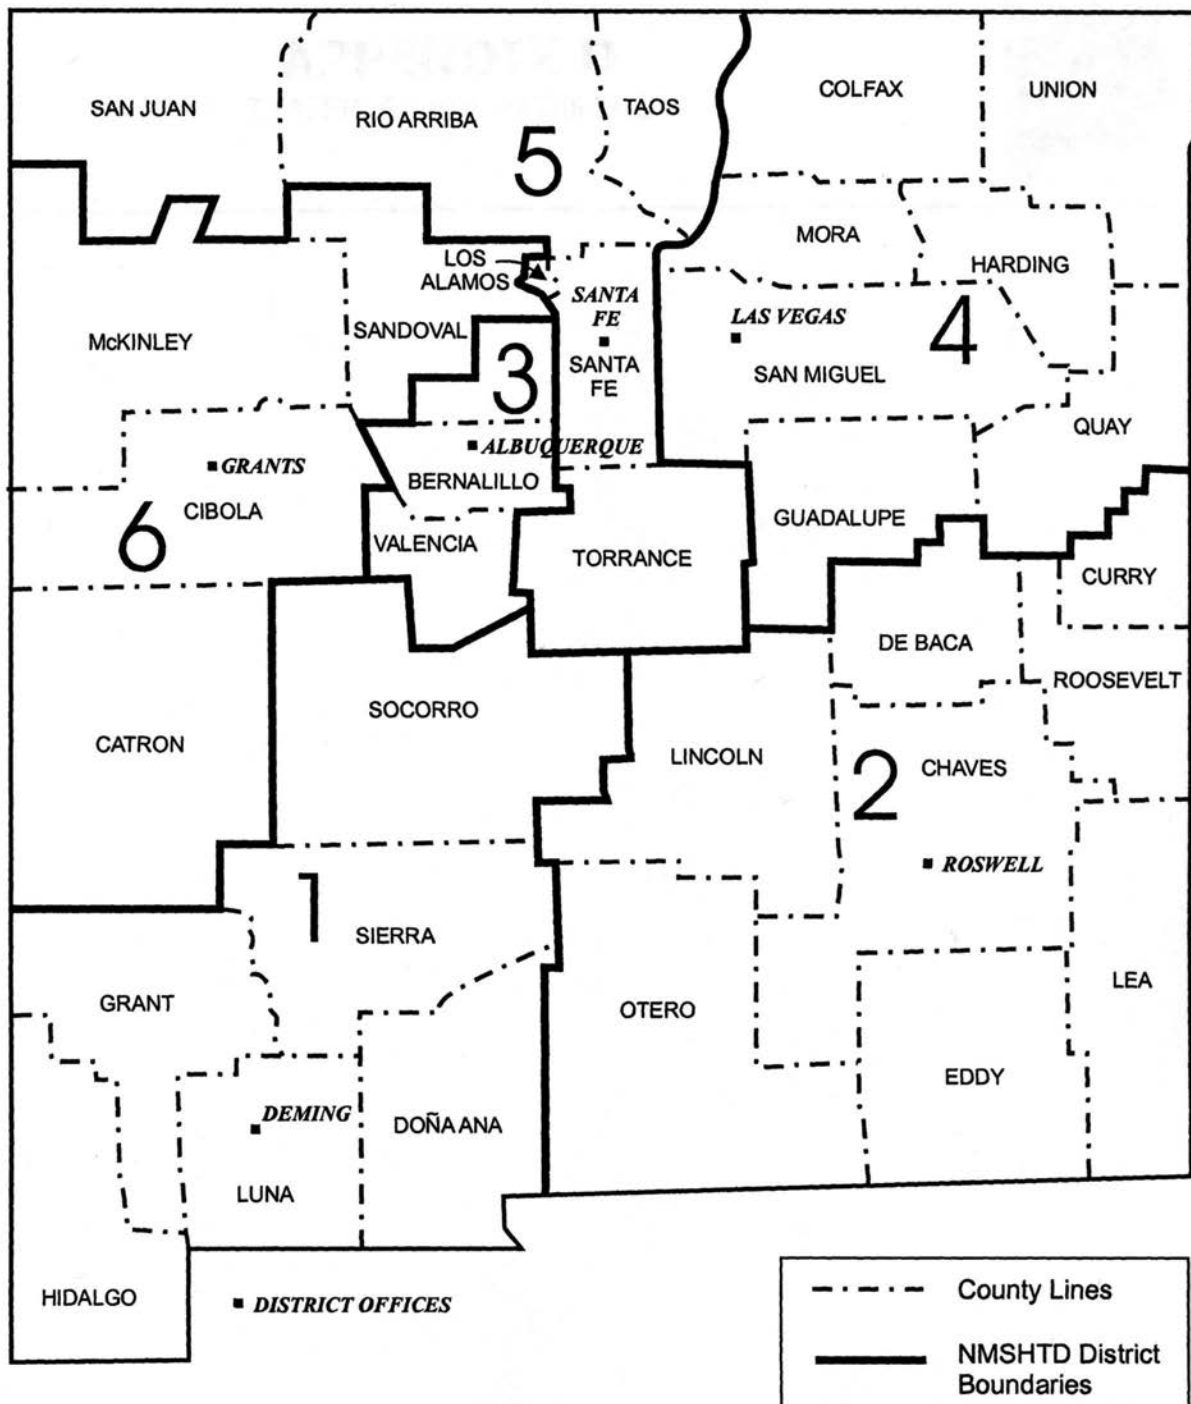 SAN JUAN
RIO ARRIBA
TAOS
COLFAX
UNION
5
MORA
HARDING
LOS
ALAMOS
SANTA
FE
LAS VEGAS
4
McKINLEY
SANDOVAL
3
SANTA
FE
SAN MIGUEL
QUAY
GRANTS
ALBUQUERQUE
BERNALILLO
CIBOLA
6
VALENCIA
TORRANCE
GUADALUPE
CURRY
DE BACA
ROOSEVELT
CATRON
SOCORRO
LINCOLN
CHAVES
2
ROSWELL
1
SIERRA
GRANT
OTERO
LEA
EDDY
DEMING
DOÑA ANA
LUNA
HIDALGO
DISTRICT OFFICES
County Lines
NMSHTD District
Boundaries